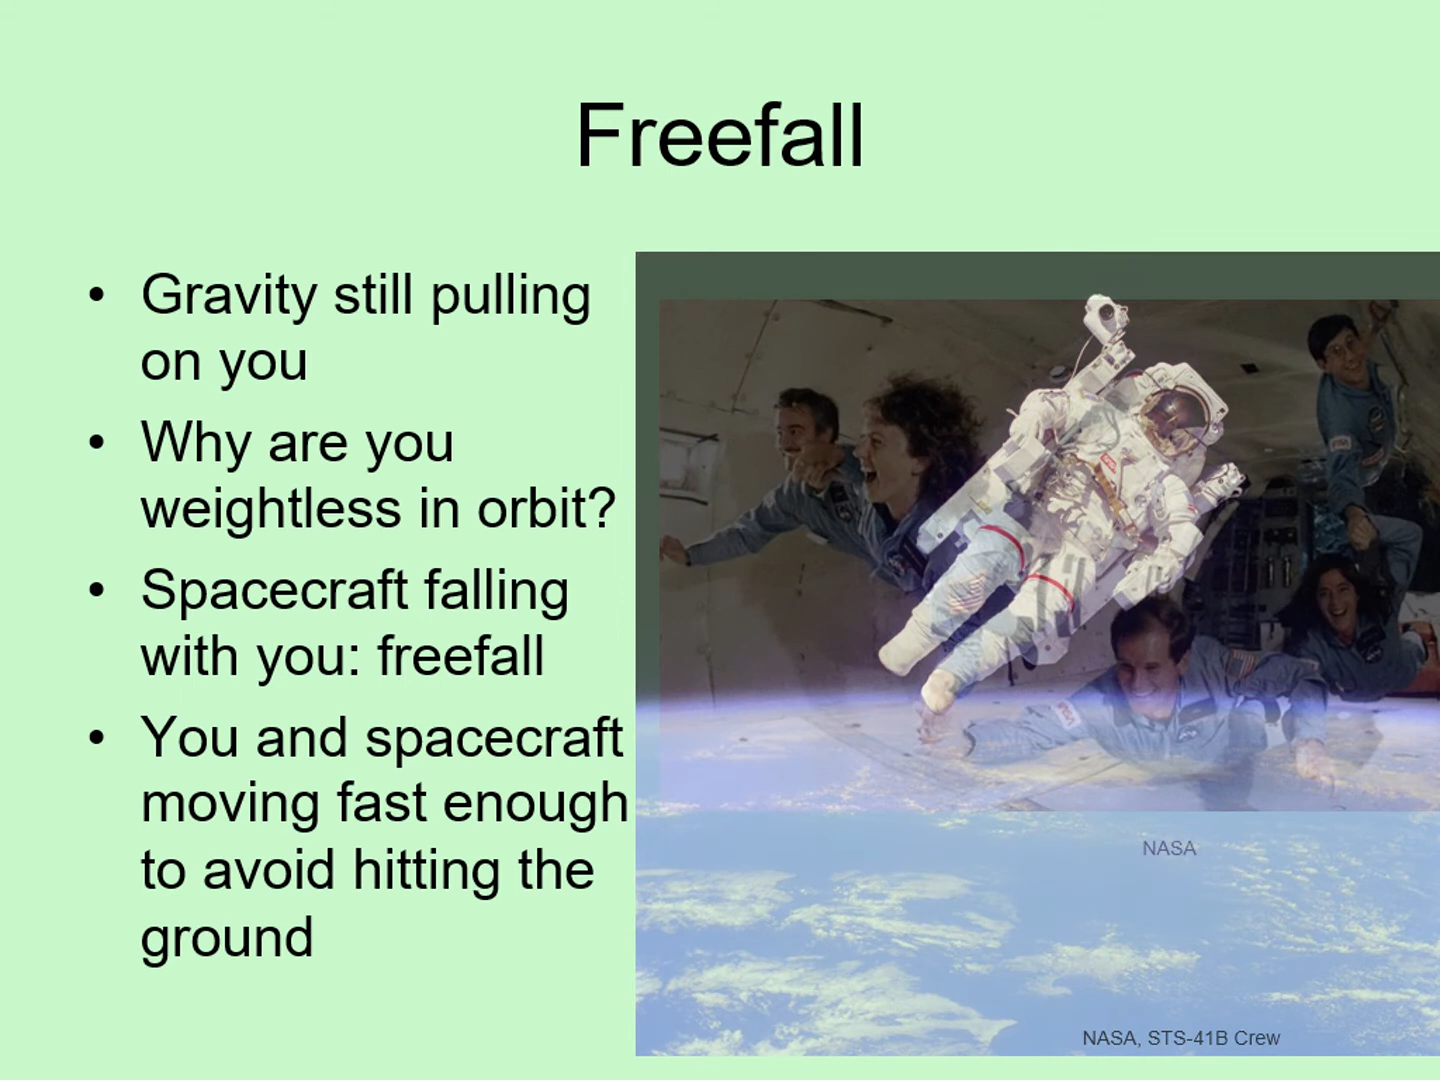 Freefall
• Gravity still pulling
on you
• Why are you
weightless in orbit?
• Spacecraft falling
with you: freefall
• You and spacecraft
moving fast enough
to avoid hitting the
ground
NASA
NASA, STS-41B Crew